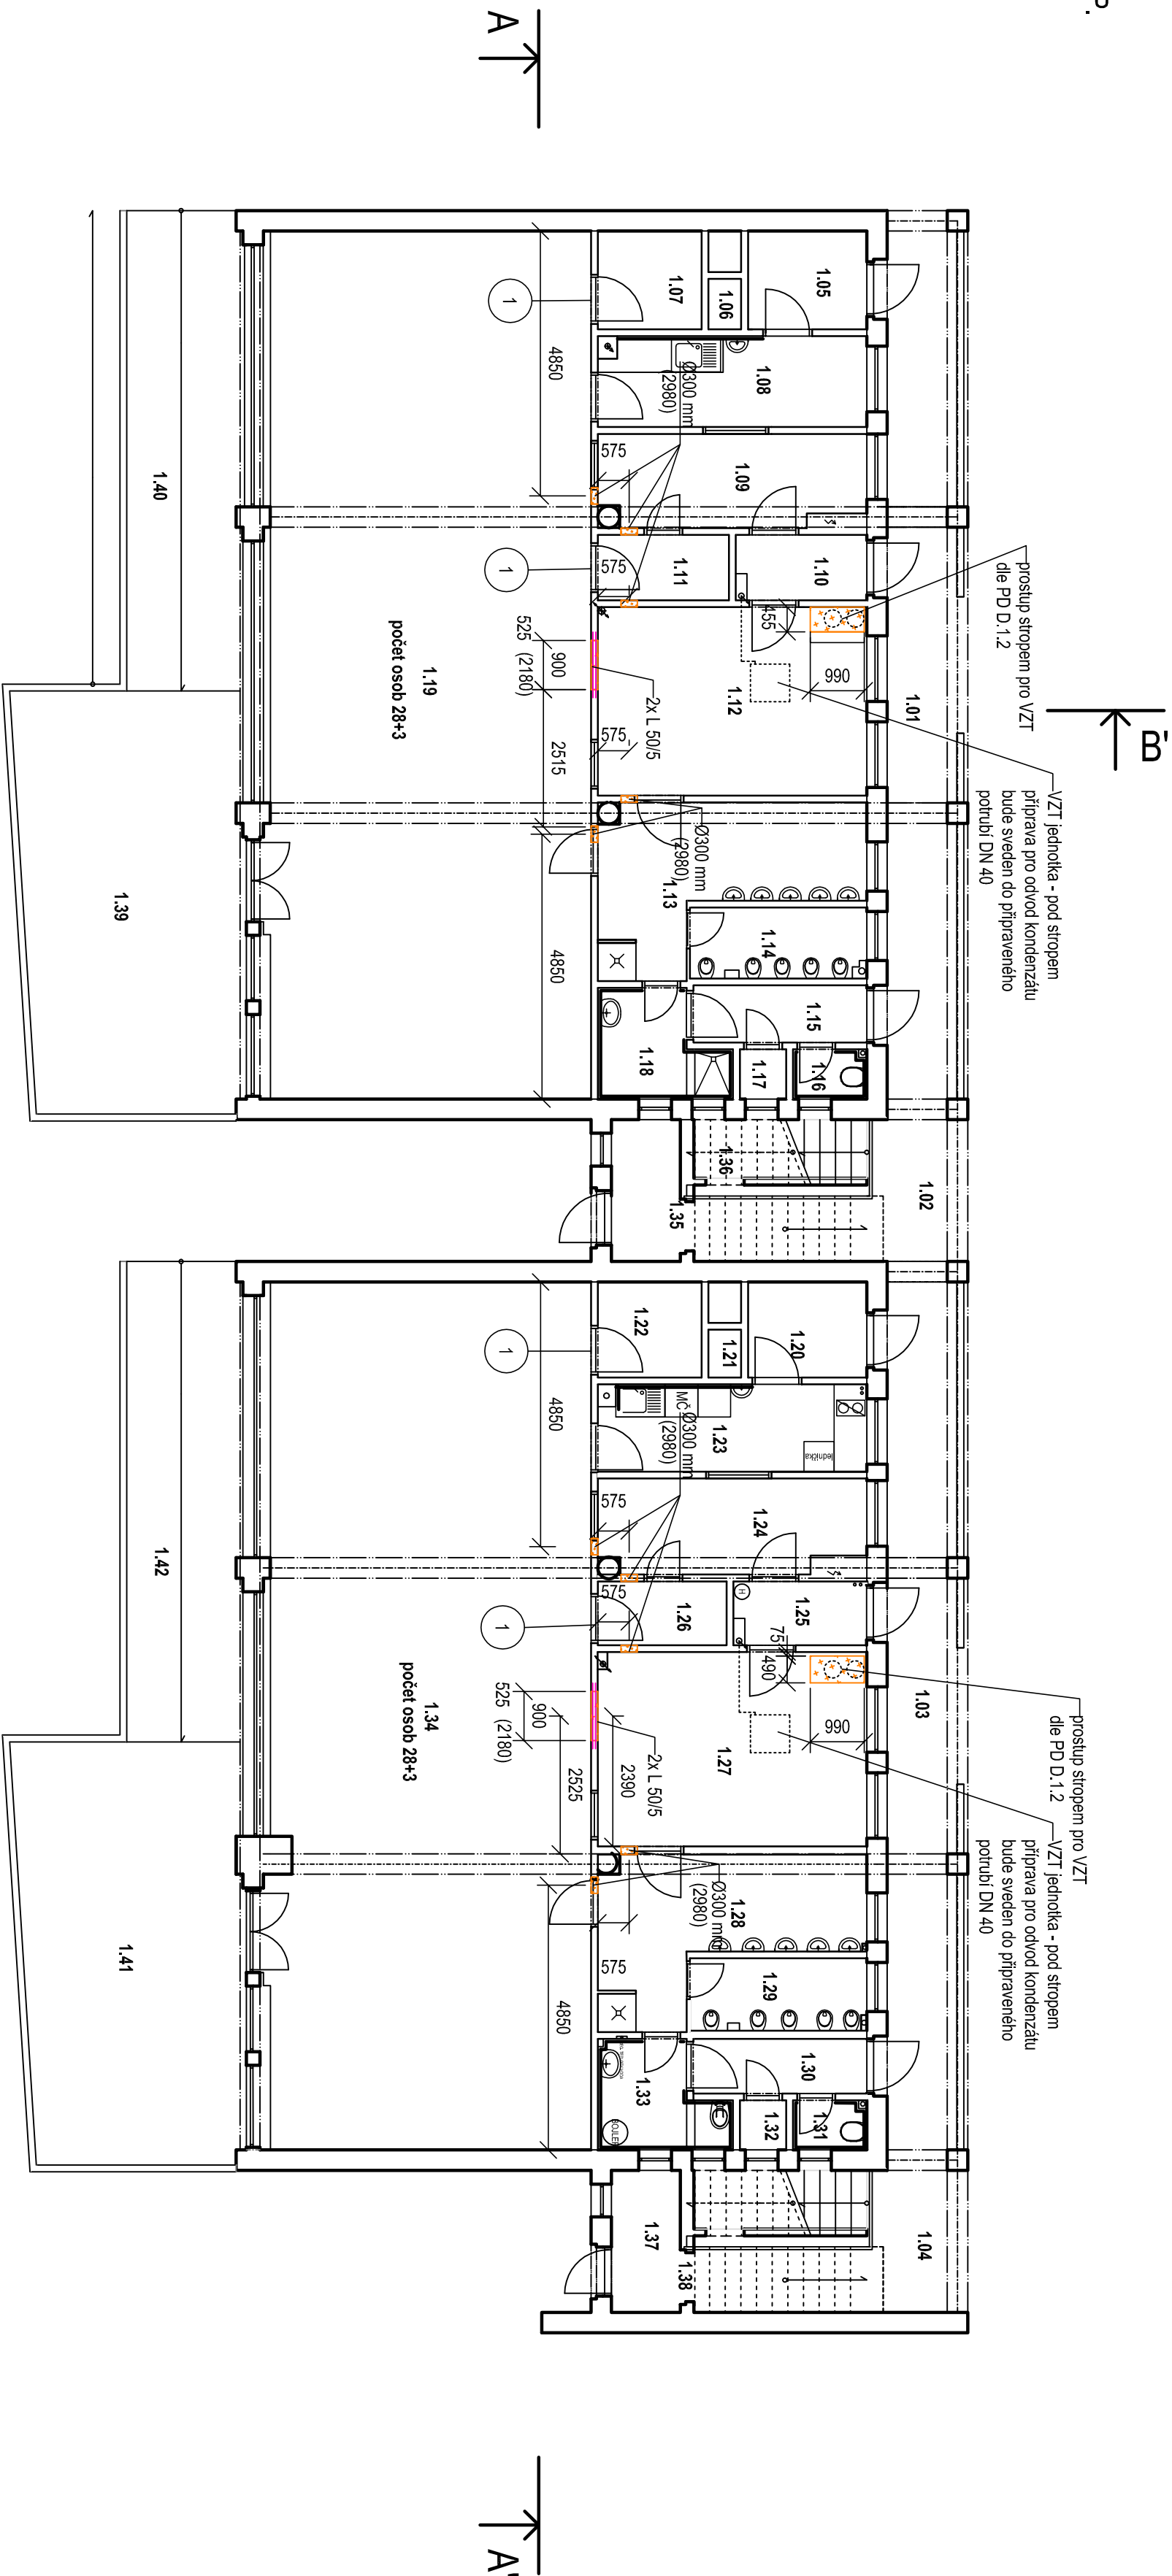 B'
prostup stropem pro VZT
dle PD D.1.2
VZT jednotka - pod stropem
příprava pro odvod kondenzátu
bude sveden do připraveného
potrubí DN 40
prostup stropem pro VZT
dle PD D.1.2
VZT jednotka - pod stropem
příprava pro odvod kondenzátu
bude sveden do připraveného
potrubí DN 40
1.01
1.02
1.03
1.04
1.05
1.06
1.07
1.08
Ø300 mm
(2980)
1.09
575
1.10
1.11
575
455
990
1.12
2x L 50/5
575
Ø300 mm
(2980)
1.13
1.14
1.15
1.16
1.17
1.18
1.36
1.35
1.20
1.21
1.22
1.23
MČ
Ø300 mm
(2980)
lednička
1.24
575
1.25
H
1.26
575
75
490
990
1.27
2x L 50/5
2390
1.28
Ø300 mm
(2980)
575
1.29
1.30
1.31
1.32
1.33
BOJLER
1.37
1.38
A
1
4850
1
900
525 (2180)
2515
4850
1
4850
1
900
525 (2180)
2525
4850
A'
1.19
počet osob 28+3
1.34
počet osob 28+3
1.40
1.39
1.42
1.41